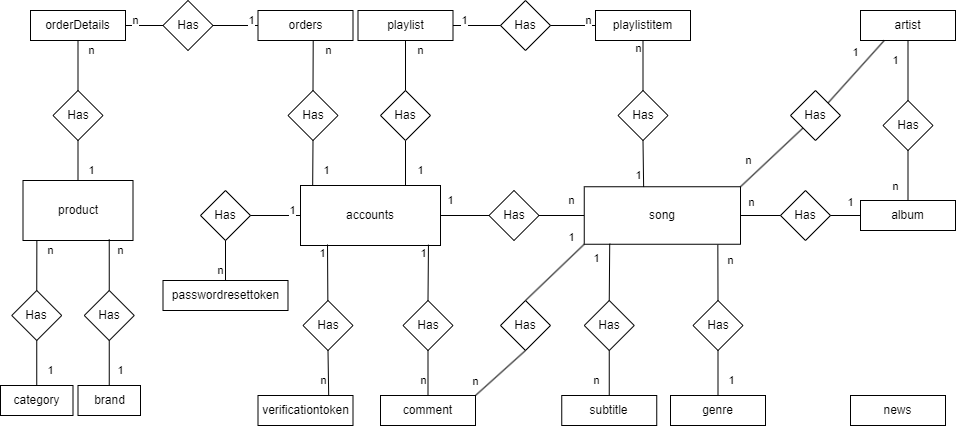 orderDetails n Has 1 orders playlist 1 Has n playlistitem artist
n n n n 1 1
Has Has Has Has Has Has
1 1 1 1 n n
product accounts song album
Has 1 1 Has n n Has 1
n
passwordresettoken
n n 1 1 1 1 n
Has Has Has Has Has Has Has
1 1 n n n n 1
category brand verificationtoken comment subtitle genre news